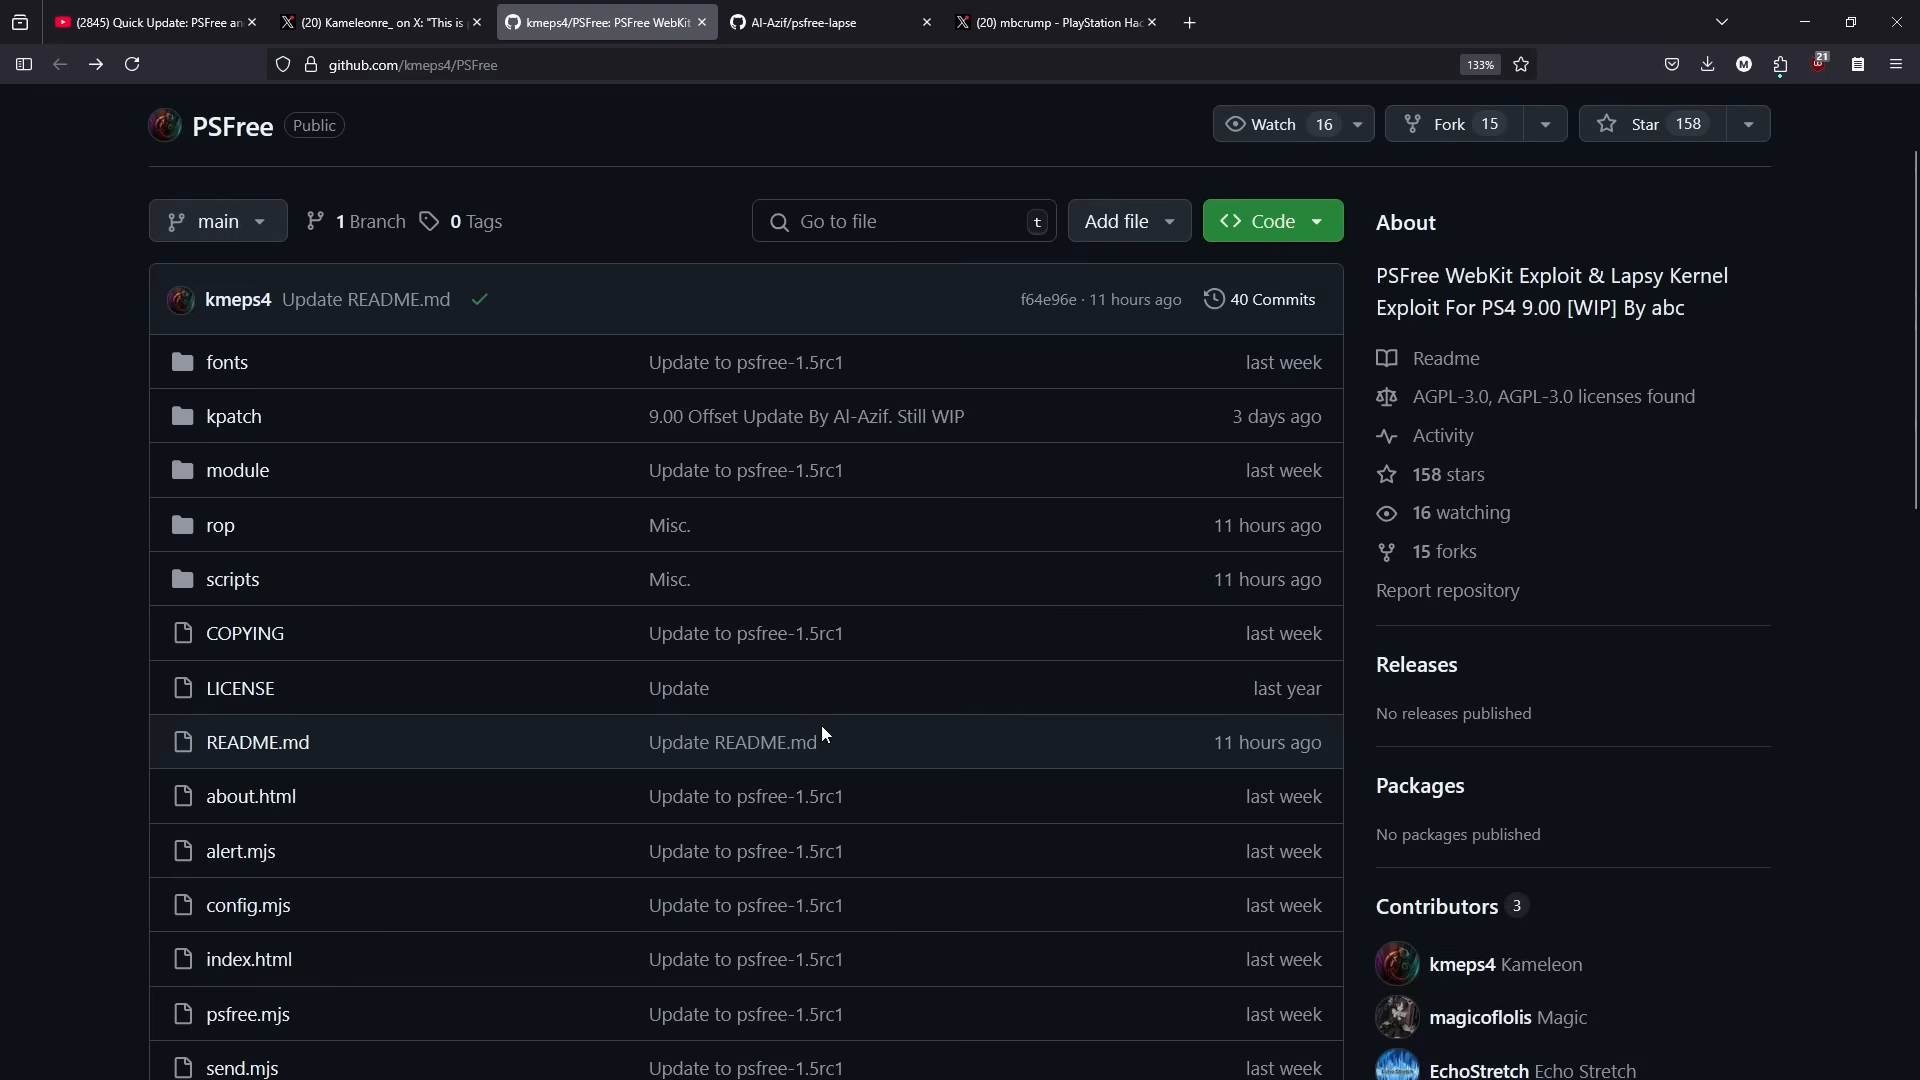 (2845) Quick Update: PSFree an
(20) Kameleonre_ on X: "This is
kmeps4/PSFree: PSFree WebKit
Al-Azif/psfree-lapse
(20) mbcrump - PlayStation Hac
github.com/kmeps4/PSFree
133%
21
PSFree
Public
Watch 16
Fork 15
Star 158
main
1 Branch
0 Tags
Go to file
t
Add file
Code
kmeps4 Update README.md
f64e96e · 11 hours ago
40 Commits
fonts Update to psfree-1.5rc1 last week
kpatch 9.00 Offset Update By Al-Azif. Still WIP 3 days ago
module Update to psfree-1.5rc1 last week
rop Misc. 11 hours ago
scripts Misc. 11 hours ago
COPYING Update to psfree-1.5rc1 last week
LICENSE Update last year
README.md Update README.md 11 hours ago
about.html Update to psfree-1.5rc1 last week
alert.mjs Update to psfree-1.5rc1 last week
config.mjs Update to psfree-1.5rc1 last week
index.html Update to psfree-1.5rc1 last week
psfree.mjs Update to psfree-1.5rc1 last week
send.mjs Update to psfree-1.5rc1 last week
About
PSFree WebKit Exploit & Lapsy Kernel
Exploit For PS4 9.00 [WIP] By abc
Readme
AGPL-3.0, AGPL-3.0 licenses found
Activity
158 stars
16 watching
15 forks
Report repository
Releases
No releases published
Packages
No packages published
Contributors 3
kmeps4 Kameleon
magicoflolis Magic
EchoStretch Echo Stretch